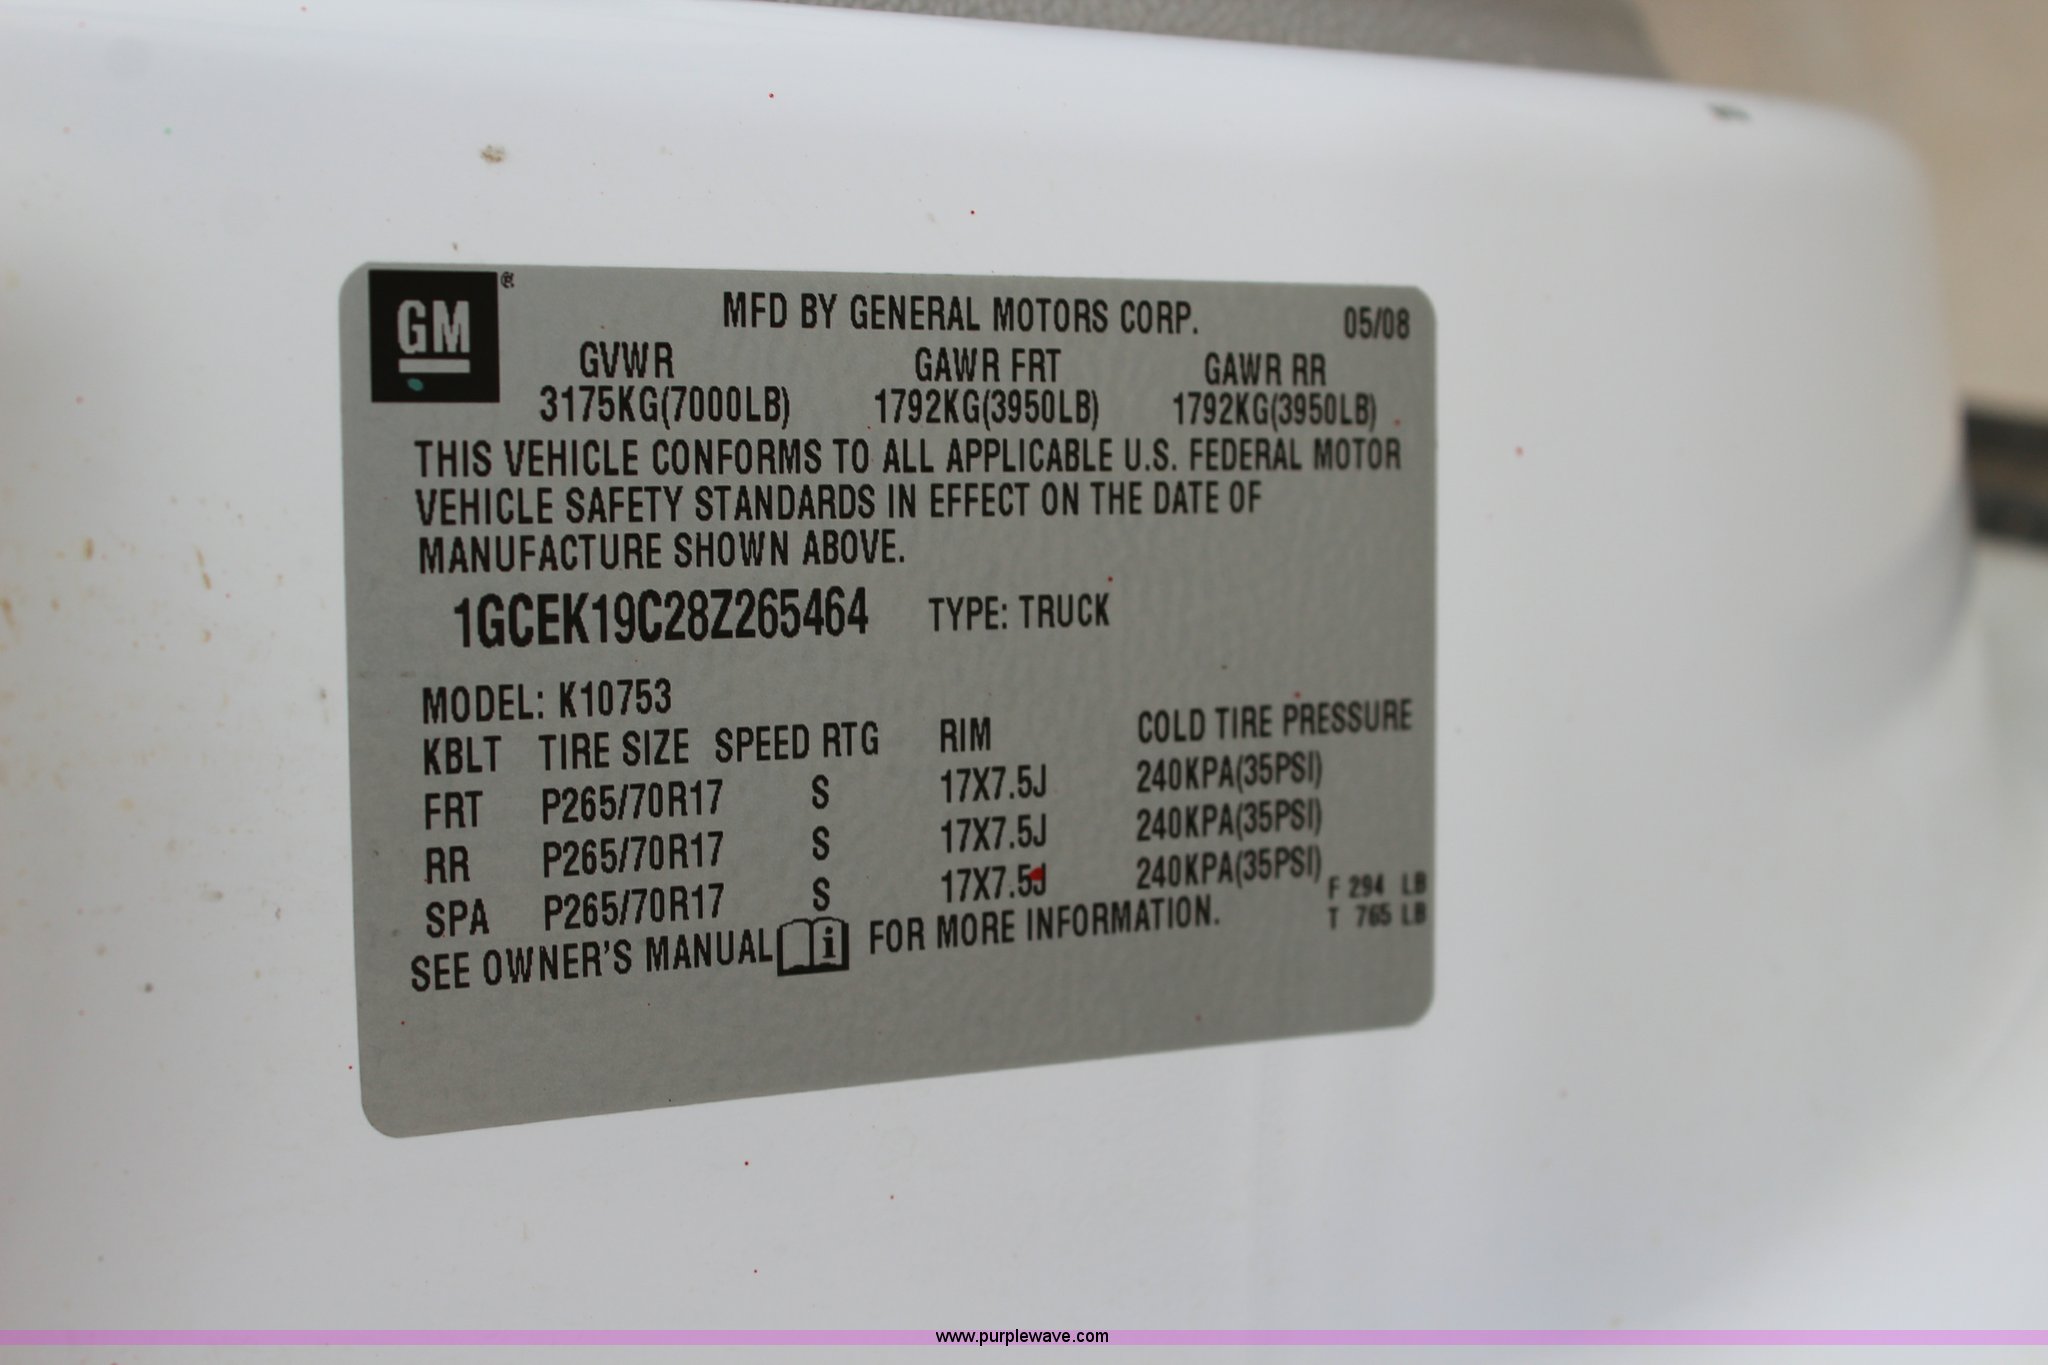 GM ®
MFD BY GENERAL MOTORS CORP. 05/08
GVWR GAWR FRT GAWR RR
3175KG(7000LB) 1792KG(3950LB) 1792KG(3950LB)
THIS VEHICLE CONFORMS TO ALL APPLICABLE U.S. FEDERAL MOTOR
VEHICLE SAFETY STANDARDS IN EFFECT ON THE DATE OF
MANUFACTURE SHOWN ABOVE.
1GCEK19C28Z265464 TYPE: TRUCK
MODEL: K10753
KBLT TIRE SIZE SPEED RTG RIM COLD TIRE PRESSURE
FRT P265/70R17 S 17X7.5J 240KPA(35PSI)
RR P265/70R17 S 17X7.5J 240KPA(35PSI)
SPA P265/70R17 S 17X7.5J 240KPA(35PSI)
F 294 LB
T 765 LB
SEE OWNER'S MANUAL i FOR MORE INFORMATION.
www.purplewave.com